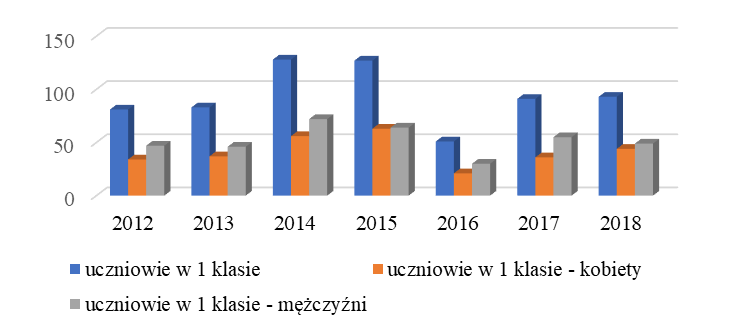 150
100
50
0
2012 2013 2014 2015 2016 2017 2018
uczniowie w 1 klasie uczniowie w 1 klasie - kobiety
uczniowie w 1 klasie - mężczyźni